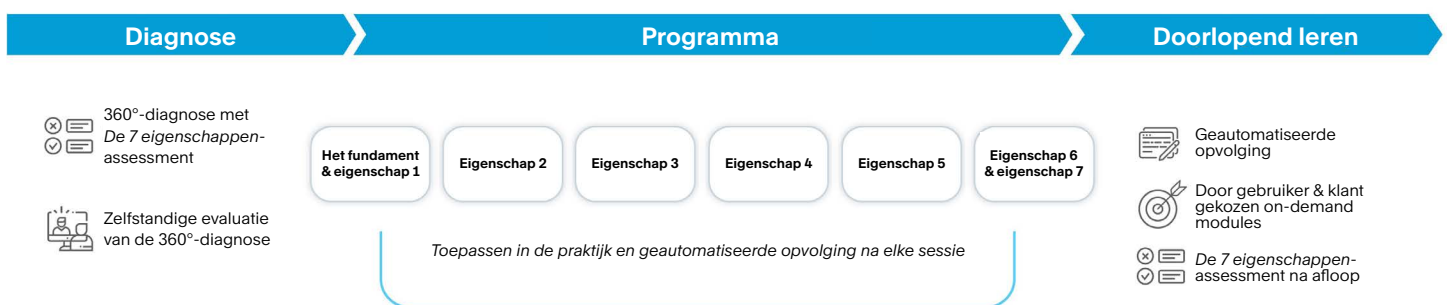 Diagnose
Programma
Doorlopend leren
360°-diagnose met
De 7 eigenschappen-
assessment
Zelfstandige evaluatie
van de 360°-diagnose
Het fundament
& eigenschap 1
Eigenschap 2
Eigenschap 3
Eigenschap 4
Eigenschap 5
Eigenschap 6
& eigenschap 7
Toepassen in de praktijk en geautomatiseerde opvolging na elke sessie
Geautomatiseerde
opvolging
Door gebruiker & klant
gekozen on-demand
modules
De 7 eigenschappen-
assessment na afloop